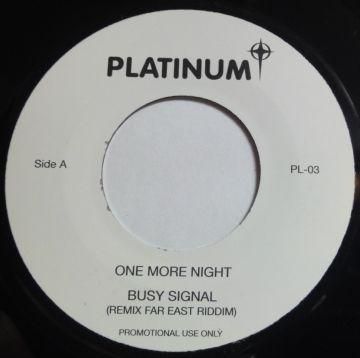 PLATINUM
Side A
PL-03
ONE MORE NIGHT
BUSY SIGNAL
(REMIX FAR EAST RIDDIM)
PROMOTIONAL USE ONLY